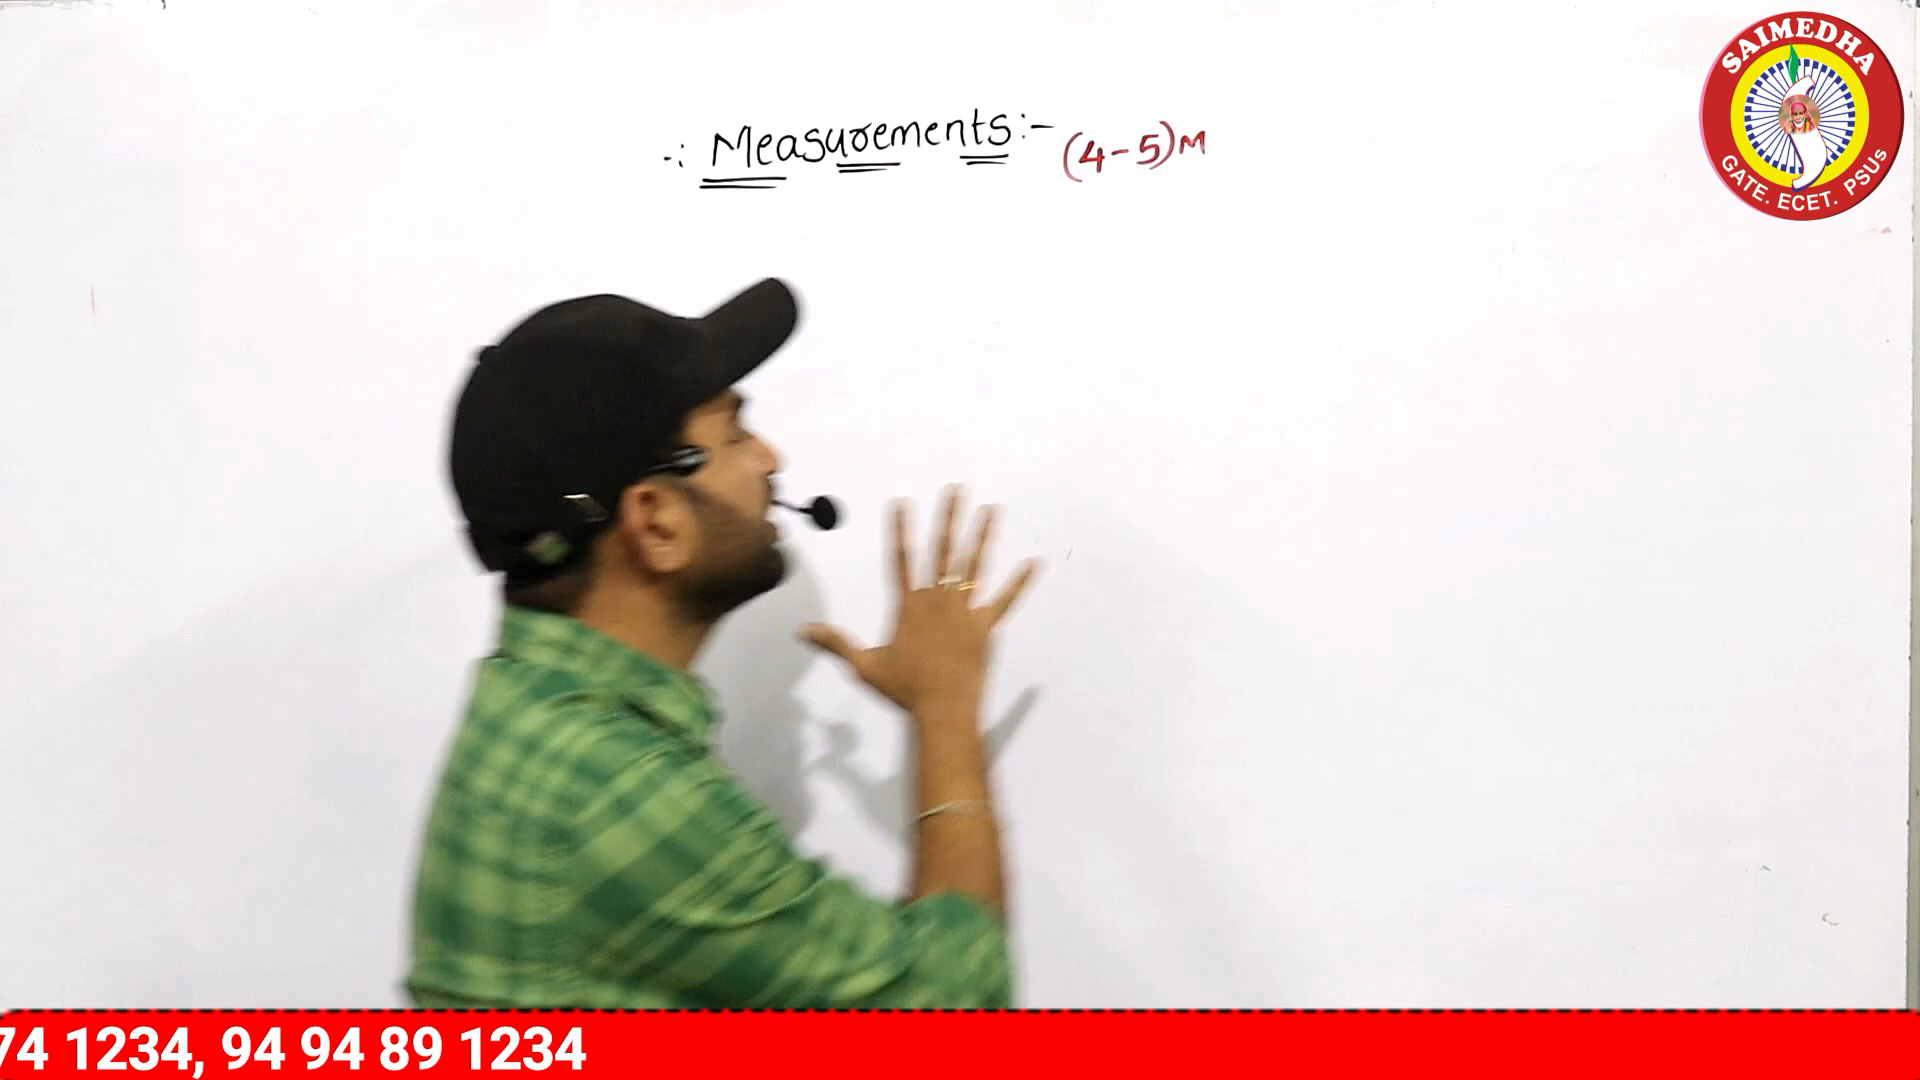 SAIMEDHA
GATE. ECET. PSUs
∴ Measurements:- (4-5)M
74 1234, 94 94 89 1234